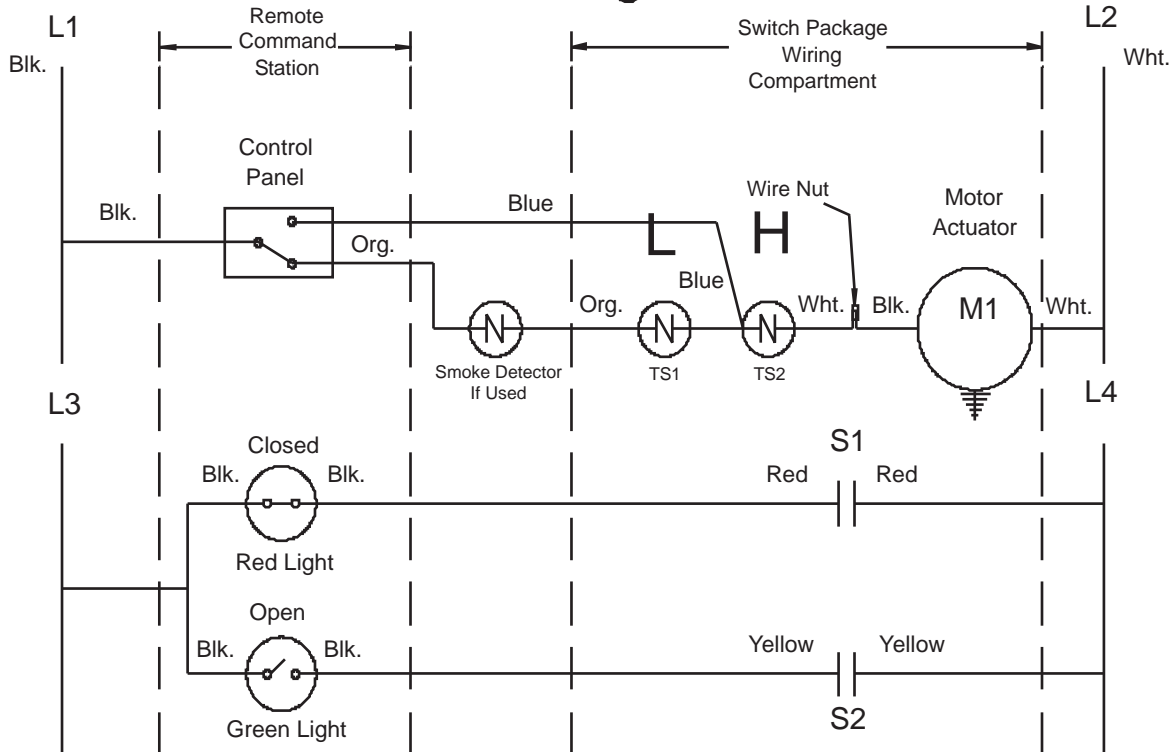 L1
Remote
Command
Station
Switch Package
Wiring
Compartment
L2
Blk.
Wht.
Control
Panel
Blk.
Org.
Blue
L
H
Wire Nut
Motor
Actuator
Blue
Org.
Wht.
Blk.
M1
Wht.
N
N
N
Smoke Detector
If Used
TS1
TS2
L3
L4
Closed
Blk.
Blk.
Red Light
S1
Red
Red
Open
Blk.
Blk.
Green Light
Yellow
Yellow
S2